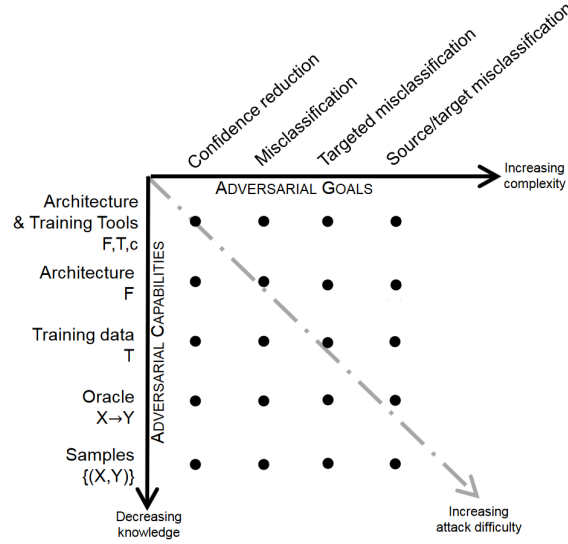 Confidence reduction
Misclassification
Targeted misclassification
Source/target misclassification
ADVERSARIAL GOALS
Increasing
complexity
ADVERSARIAL CAPABILITIES
Architecture
& Training Tools
F,T,c
Architecture
F
Training data
T
Oracle
X→Y
Samples
{(X,Y)}
Decreasing
knowledge
Increasing
attack difficulty